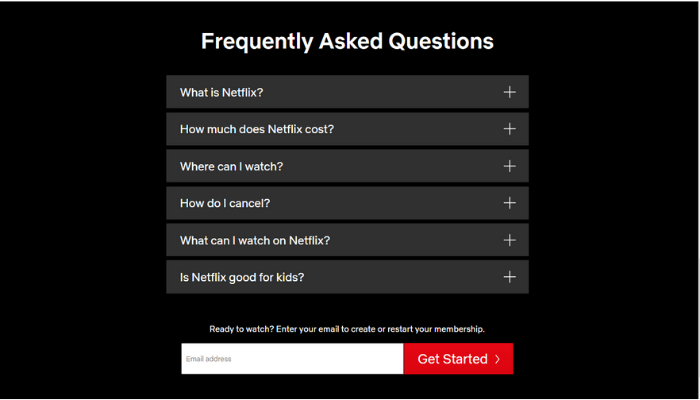 Frequently Asked Questions
What is Netflix?
How much does Netflix cost?
Where can I watch?
How do I cancel?
What can I watch on Netflix?
Is Netflix good for kids?
Ready to watch? Enter your email to create or restart your membership.
Email address
Get Started